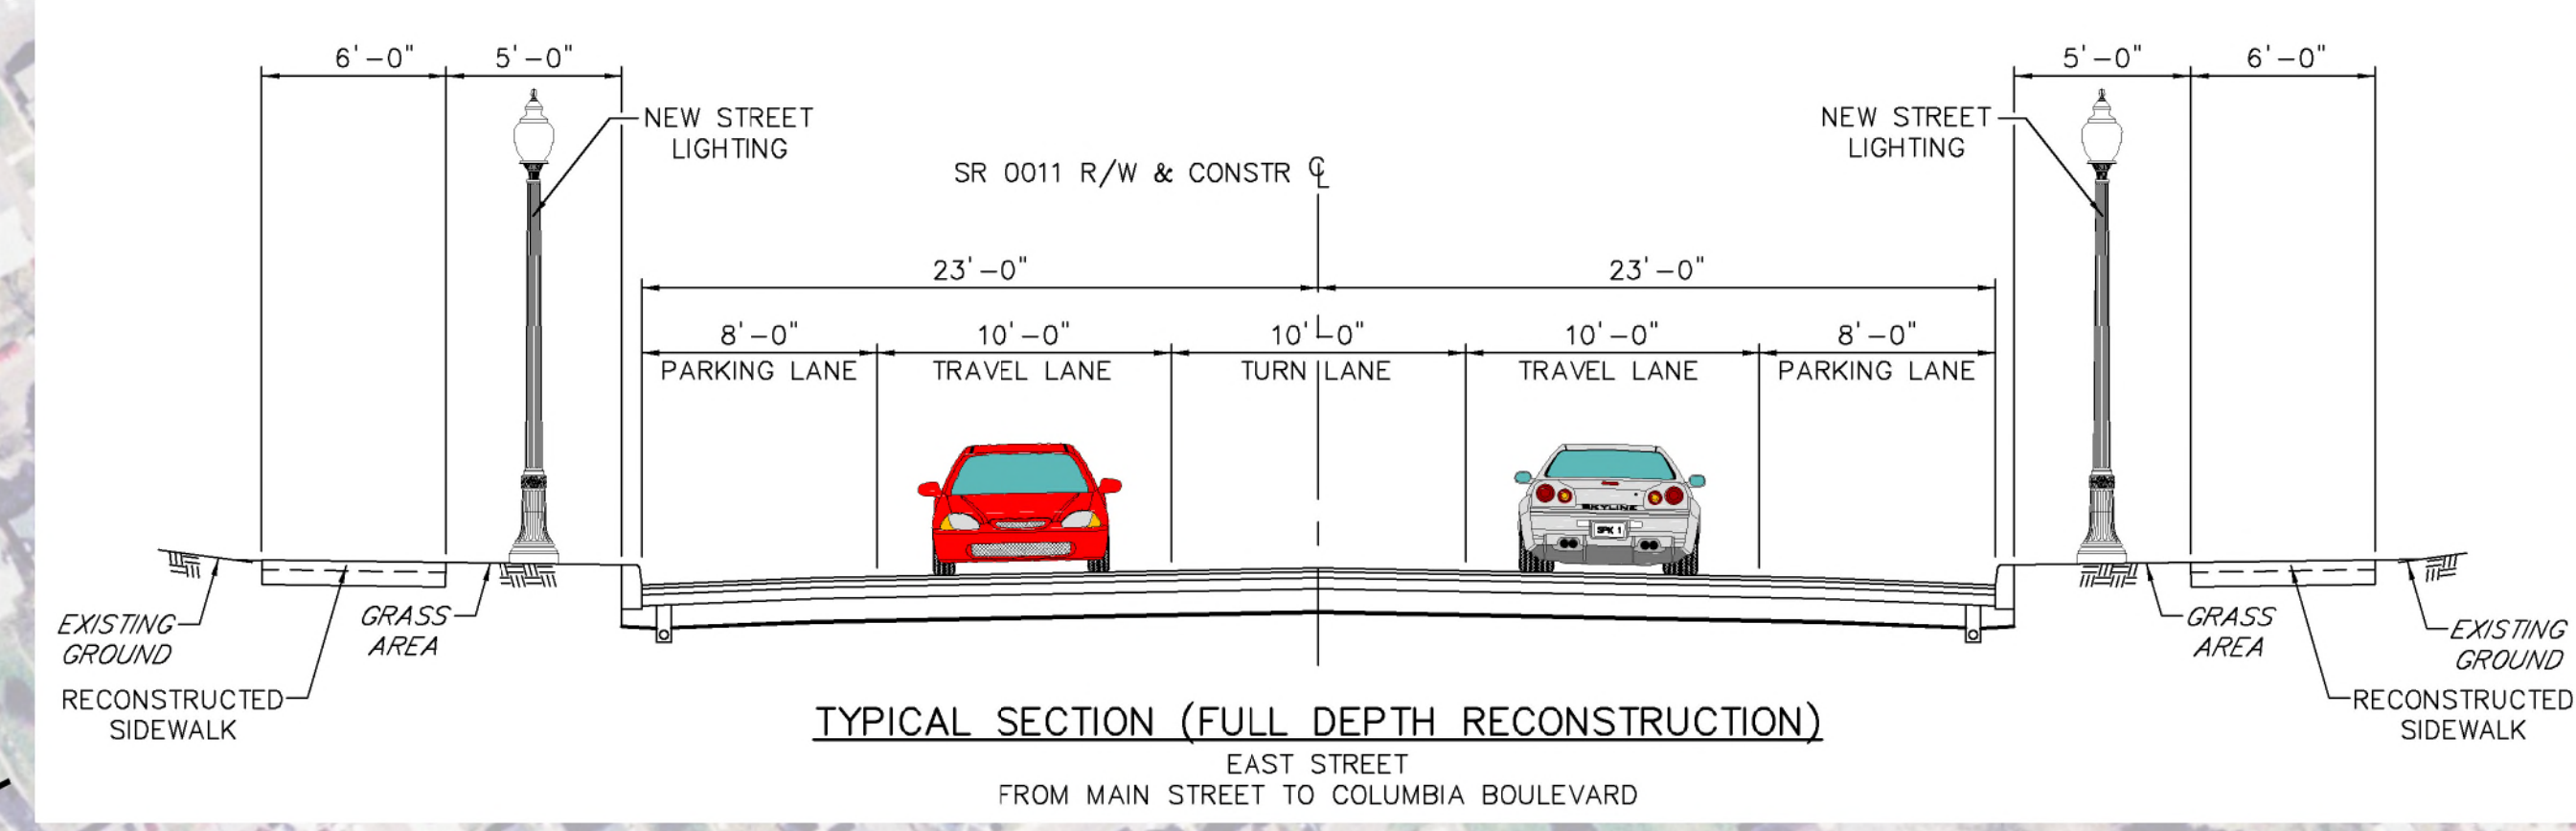 6'-0"
5'-0"
5'-0"
6'-0"
NEW STREET
LIGHTING
NEW STREET
LIGHTING
SR 0011 R/W & CONSTR ℄
23'-0"
23'-0"
8'-0"
10'-0"
10'-0"
10'-0"
8'-0"
PARKING LANE
TRAVEL LANE
TURN LANE
TRAVEL LANE
PARKING LANE
SKYLINE
SPK 1
EXISTING
GROUND
GRASS
AREA
RECONSTRUCTED
SIDEWALK
GRASS
AREA
EXISTING
GROUND
RECONSTRUCTED
SIDEWALK
TYPICAL SECTION (FULL DEPTH RECONSTRUCTION)
EAST STREET
FROM MAIN STREET TO COLUMBIA BOULEVARD